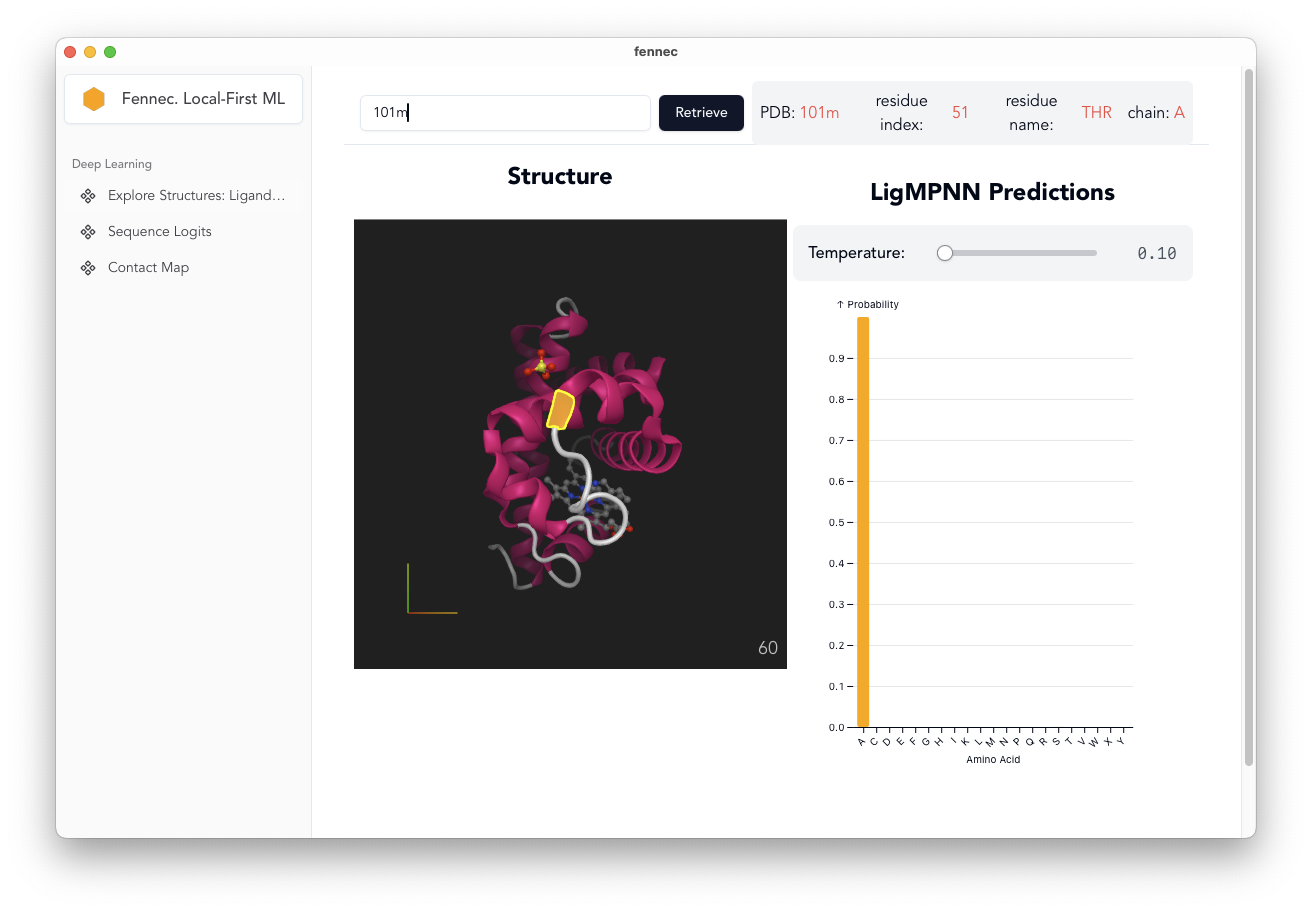 fennec
Fennec. Local-First ML
Deep Learning
Explore Structures: Ligand…
Sequence Logits
Contact Map
101m
Retrieve
PDB: 101m
residue
index:
51
residue
name:
THR
chain: A
Structure
60
LigMPNN Predictions
Temperature:
0.10
↑ Probability
0.9
0.8
0.7
0.6
0.5
0.4
0.3
0.2
0.1
0.0
A C D E F G H I K L M N P Q R S T V W X Y
Amino Acid